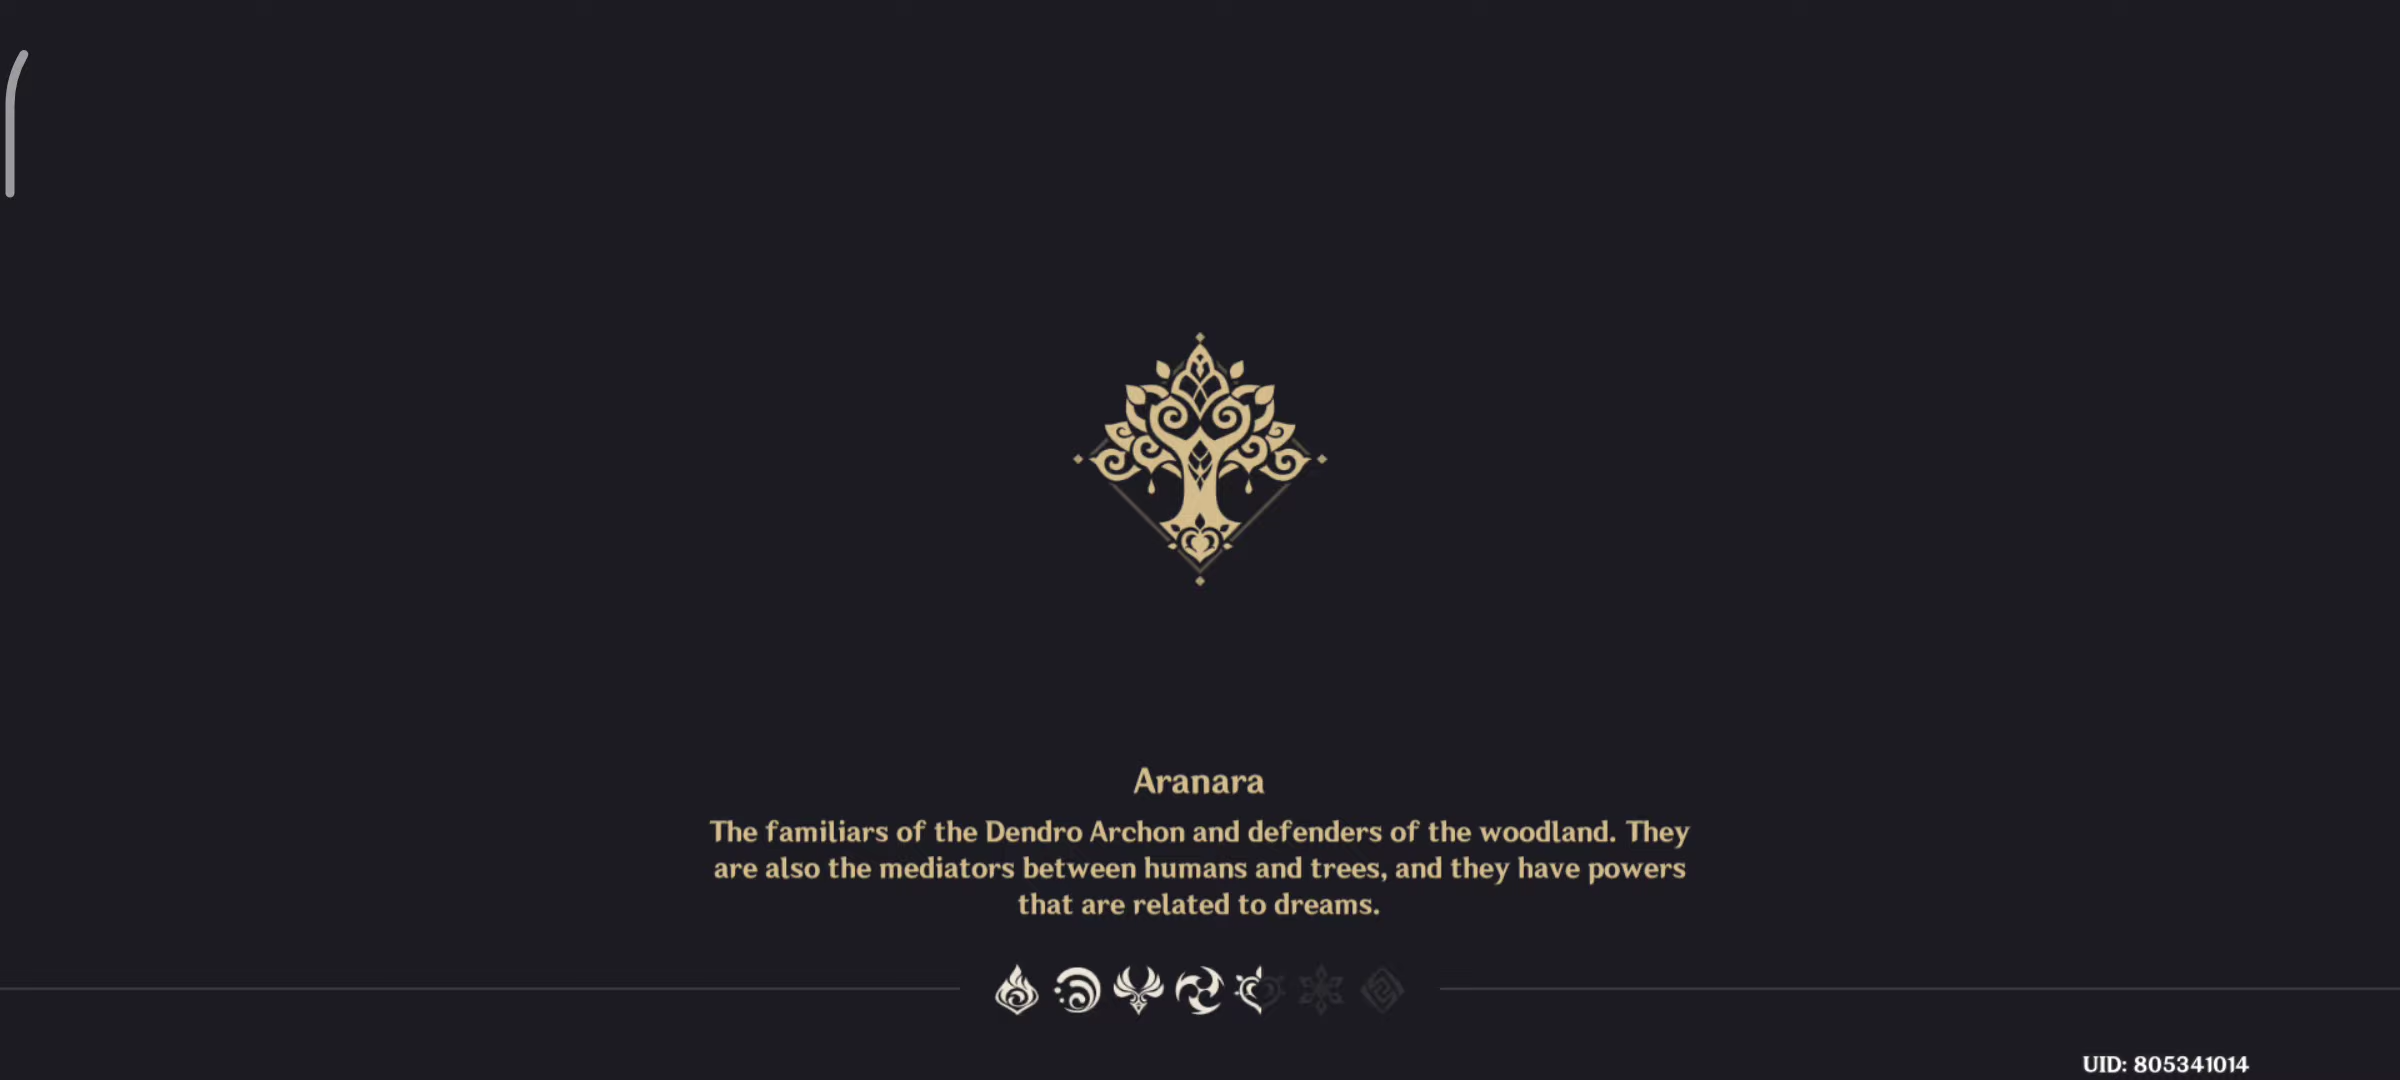 Aranara
The familiars of the Dendro Archon and defenders of the woodland. They
are also the mediators between humans and trees, and they have powers
that are related to dreams.
UID: 805341014